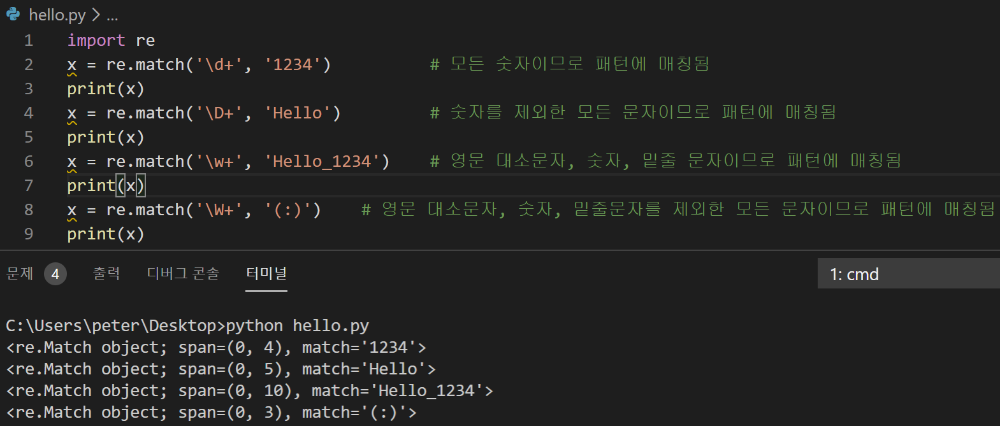 hello.py > ...
1 import re
2 x = re.match('\d+', '1234') # 모든 숫자이므로 패턴에 매칭됨
3 print(x)
4 x = re.match('\D+', 'Hello') # 숫자를 제외한 모든 문자이므로 패턴에 매칭됨
5 print(x)
6 x = re.match('\w+', 'Hello_1234') # 영문 대소문자, 숫자, 밑줄 문자이므로 패턴에 매칭됨
7 print(x)
8 x = re.match('\W+', '(:)') # 영문 대소문자, 숫자, 밑줄문자를 제외한 모든 문자이므로 패턴에 매칭됨
9 print(x)
문제 4 출력 디버그 콘솔 터미널 1: cmd
C:\Users\peter\Desktop>python hello.py
<re.Match object; span=(0, 4), match='1234'>
<re.Match object; span=(0, 5), match='Hello'>
<re.Match object; span=(0, 10), match='Hello_1234'>
<re.Match object; span=(0, 3), match='(:)'>